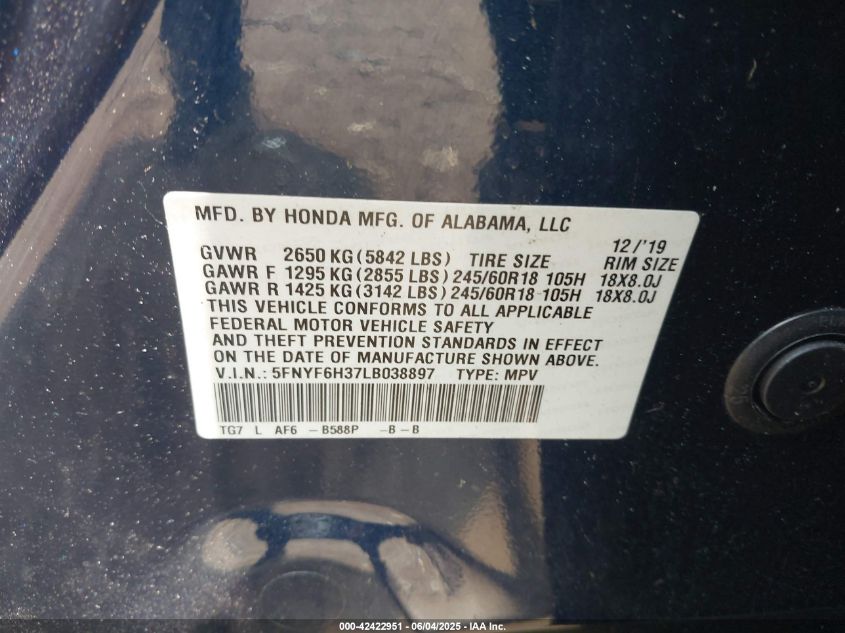 MFD. BY HONDA MFG. OF ALABAMA, LLC
12/'19
GVWR 2650 KG (5842 LBS) TIRE SIZE RIM SIZE
GAWR F 1295 KG (2855 LBS) 245/60R18 105H 18X8.0J
GAWR R 1425 KG (3142 LBS) 245/60R18 105H 18X8.0J
THIS VEHICLE CONFORMS TO ALL APPLICABLE
FEDERAL MOTOR VEHICLE SAFETY
AND THEFT PREVENTION STANDARDS IN EFFECT
ON THE DATE OF MANUFACTURE SHOWN ABOVE.
V.I.N.: 5FNYF6H37LB038897 TYPE: MPV
TG7 L AF6 -B588P -B-B
000-42422951 | 06/04/2025 - IAA Inc.